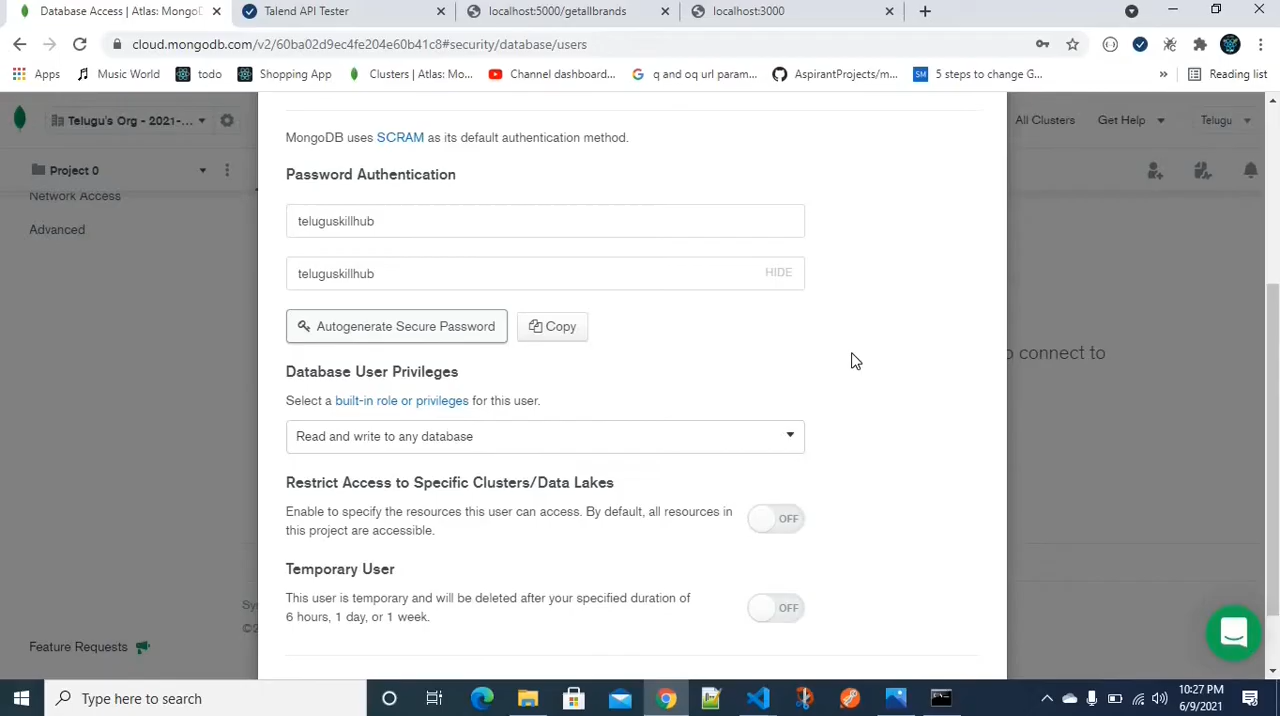 Database Access | Atlas: MongoD
Talend API Tester
localhost:5000/getallbrands
localhost:3000
cloud.mongodb.com/v2/60ba02d9ec4fe204e60b41c9#security/database/users
Apps
Music World
todo
Shopping App
Clusters | Atlas: Mo...
Channel dashboard...
q and oq url param...
AspirantProjects/m...
SM
5 steps to change G...
»
Reading list
Telugu's Org - 2021-...
All Clusters
Get Help
Telugu
Project 0
Network Access
Advanced
MongoDB uses SCRAM as its default authentication method.
Password Authentication
teluguskillhub
teluguskillhub
HIDE
Autogenerate Secure Password
Copy
Database User Privileges
o connect to
Select a built-in role or privileges for this user.
Read and write to any database
Restrict Access to Specific Clusters/Data Lakes
Enable to specify the resources this user can access. By default, all resources in
this project are accessible.
OFF
Temporary User
This user is temporary and will be deleted after your specified duration of
6 hours, 1 day, or 1 week.
OFF
Sy
©2
Feature Requests
Type here to search
10:27 PM
6/9/2021